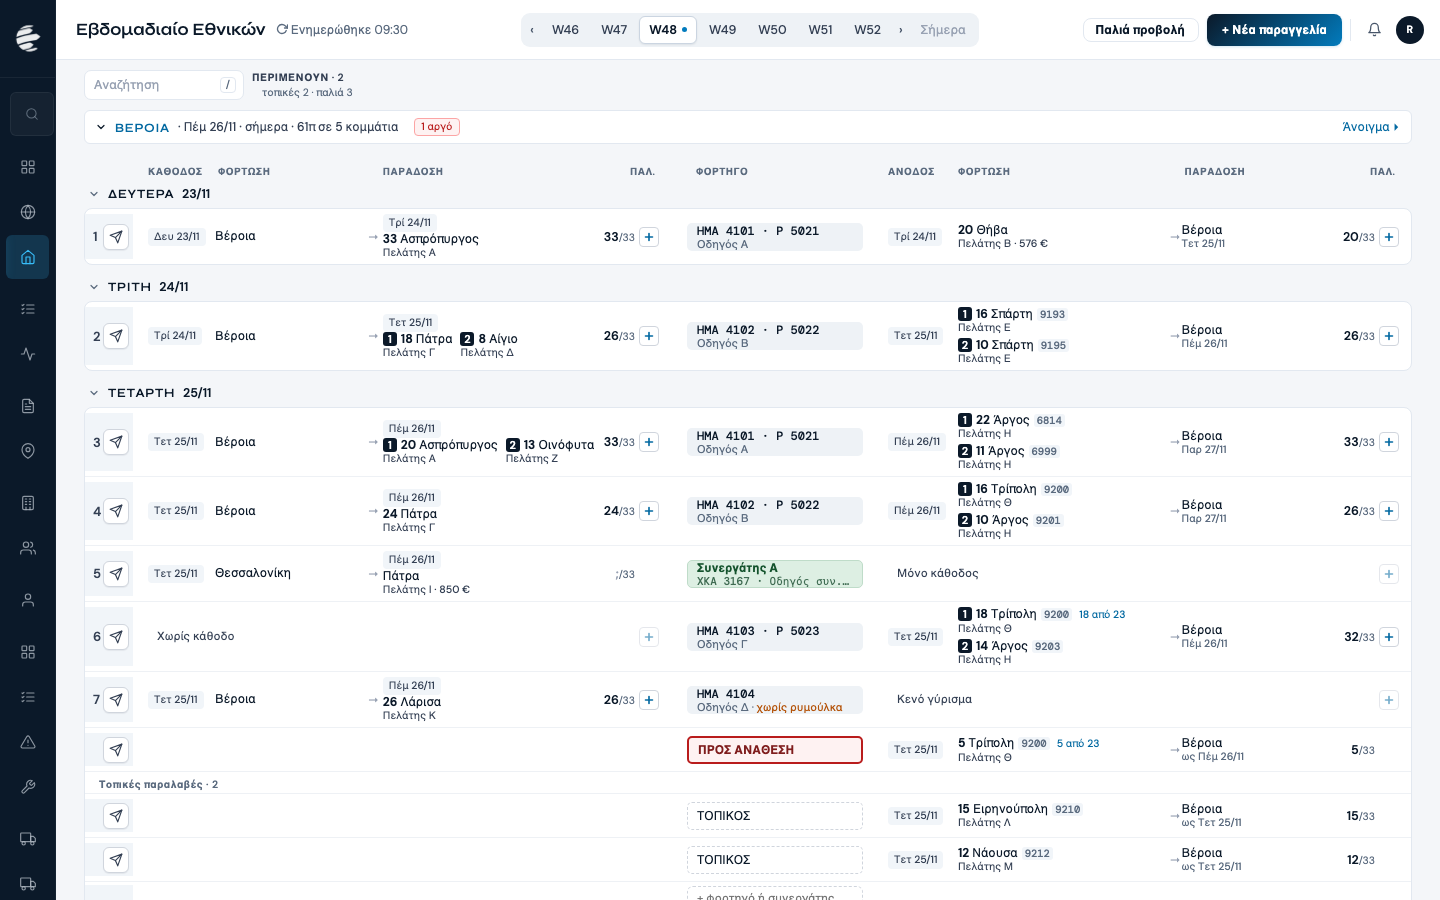 Εβδομαδιαίο Εθνικών
Ενημερώθηκε 09:30
‹ W46 W47 W48 W49 W50 W51 W52 › Σήμερα
Παλιά προβολή
+ Νέα παραγγελία
R
Αναζήτηση /
ΠΕΡΙΜΕΝΟΥΝ · 2
τοπικές 2 · παλιά 3
ΒΕΡΟΙΑ · Πέμ 26/11 · σήμερα · 61π σε 5 κομμάτια 1 αργό Άνοιγμα
ΚΑΘΟΔΟΣ ΦΟΡΤΩΣΗ ΠΑΡΑΔΟΣΗ ΠΑΛ. ΦΟΡΤΗΓΟ ΑΝΟΔΟΣ ΦΟΡΤΩΣΗ ΠΑΡΑΔΟΣΗ ΠΑΛ.
ΔΕΥΤΕΡΑ 23/11
1 Δευ 23/11 Βέροια → Τρί 24/11
33 Ασπρόπυργος
Πελάτης Α
33/33 +
ΗΜΑ 4101 · Ρ 5021
Οδηγός Α
Τρί 24/11
20 Θήβα
Πελάτης Β · 576 €
→ Βέροια
Τετ 25/11
20/33 +
ΤΡΙΤΗ 24/11
2 Τρί 24/11 Βέροια → Τετ 25/11
1 18 Πάτρα 2 8 Αίγιο
Πελάτης Γ Πελάτης Δ
26/33 +
ΗΜΑ 4102 · Ρ 5022
Οδηγός Β
Τετ 25/11
1 16 Σπάρτη 9193
Πελάτης Ε
2 10 Σπάρτη 9195
Πελάτης Ε
→ Βέροια
Πέμ 26/11
26/33 +
ΤΕΤΑΡΤΗ 25/11
3 Τετ 25/11 Βέροια → Πέμ 26/11
1 20 Ασπρόπυργος 2 13 Οινόφυτα
Πελάτης Α Πελάτης Ζ
33/33 +
ΗΜΑ 4101 · Ρ 5021
Οδηγός Α
Πέμ 26/11
1 22 Άργος 6814
Πελάτης Η
2 11 Άργος 6999
Πελάτης Η
→ Βέροια
Παρ 27/11
33/33 +
4 Τετ 25/11 Βέροια → Πέμ 26/11
24 Πάτρα
Πελάτης Γ
24/33 +
ΗΜΑ 4102 · Ρ 5022
Οδηγός Β
Πέμ 26/11
1 16 Τρίπολη 9200
Πελάτης Θ
2 10 Άργος 9201
Πελάτης Η
→ Βέροια
Παρ 27/11
26/33 +
5 Τετ 25/11 Θεσσαλονίκη → Πέμ 26/11
Πάτρα
Πελάτης Ι · 850 €
;/33
Συνεργάτης Α
ΧΚΑ 3167 · Οδηγός συν.…
Μόνο κάθοδος +
6 Χωρίς κάθοδο +
ΗΜΑ 4103 · Ρ 5023
Οδηγός Γ
Τετ 25/11
1 18 Τρίπολη 9200 18 από 23
Πελάτης Θ
2 14 Άργος 9203
Πελάτης Η
→ Βέροια
Πέμ 26/11
32/33 +
7 Τετ 25/11 Βέροια → Πέμ 26/11
26 Λάρισα
Πελάτης Κ
26/33 +
ΗΜΑ 4104
Οδηγός Δ · χωρίς ρυμούλκα
Κενό γύρισμα +
ΠΡΟΣ ΑΝΑΘΕΣΗ
Τετ 25/11
5 Τρίπολη 9200 5 από 23
Πελάτης Θ
→ Βέροια
ως Πέμ 26/11
5/33
Τοπικές παραλαβές · 2
ΤΟΠΙΚΟΣ
Τετ 25/11
15 Ειρηνούπολη 9210
Πελάτης Λ
→ Βέροια
ως Τετ 25/11
15/33
ΤΟΠΙΚΟΣ
Τετ 25/11
12 Νάουσα 9212
Πελάτης Μ
→ Βέροια
ως Τετ 25/11
12/33
+ φορτηγό ή συνεργάτης